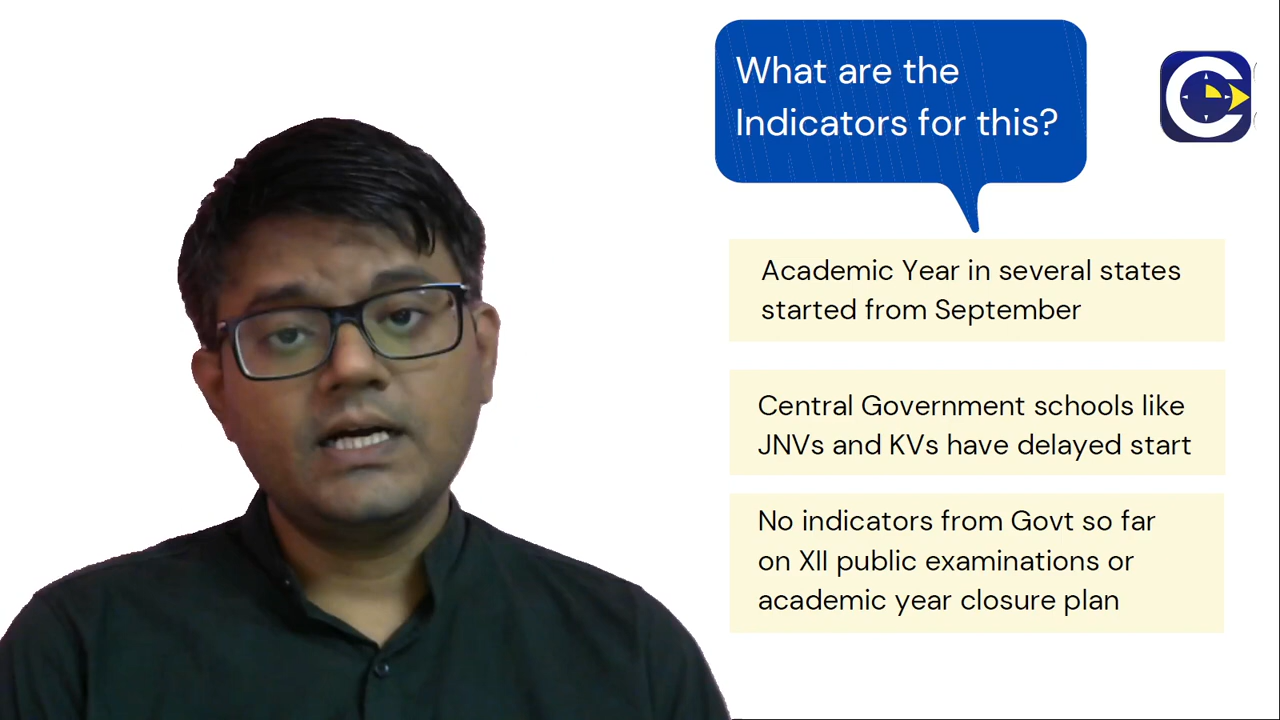 What are the
Indicators for this?
Academic Year in several states
started from September
Central Government schools like
JNVs and KVs have delayed start
No indicators from Govt so far
on XII public examinations or
academic year closure plan